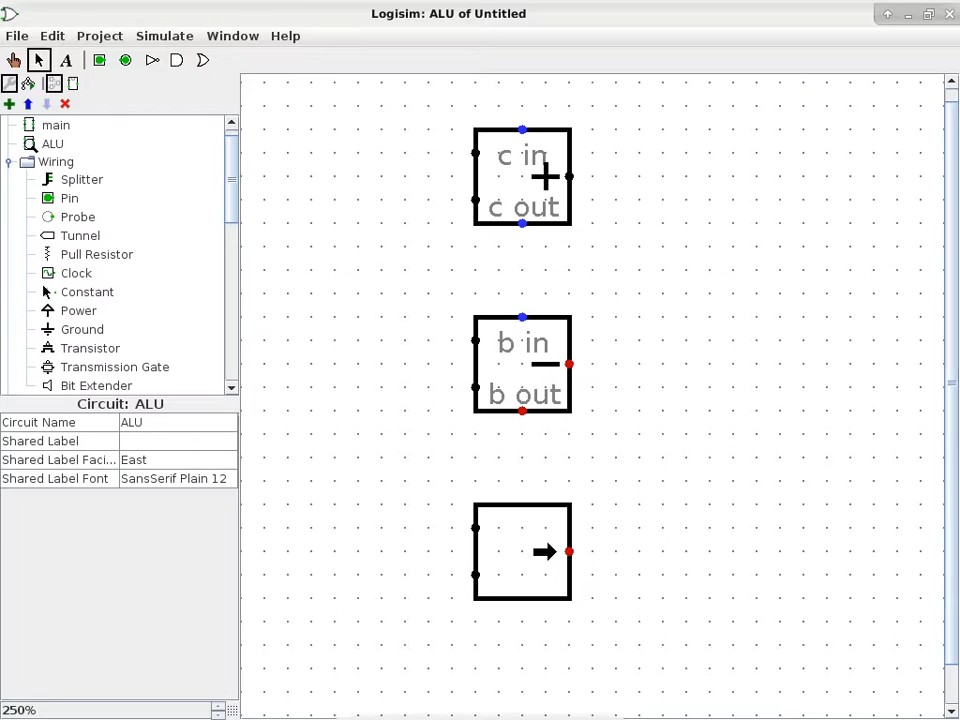 Logisim: ALU of Untitled
File Edit Project Simulate Window Help
A
main
ALU
Wiring
Splitter
Pin
Probe
Tunnel
Pull Resistor
Clock
Constant
Power
Ground
Transistor
Transmission Gate
Bit Extender
Circuit: ALU
Circuit Name ALU
Shared Label
Shared Label Faci... East
Shared Label Font SansSerif Plain 12
250%
c in
+
c out
b in
−
b out